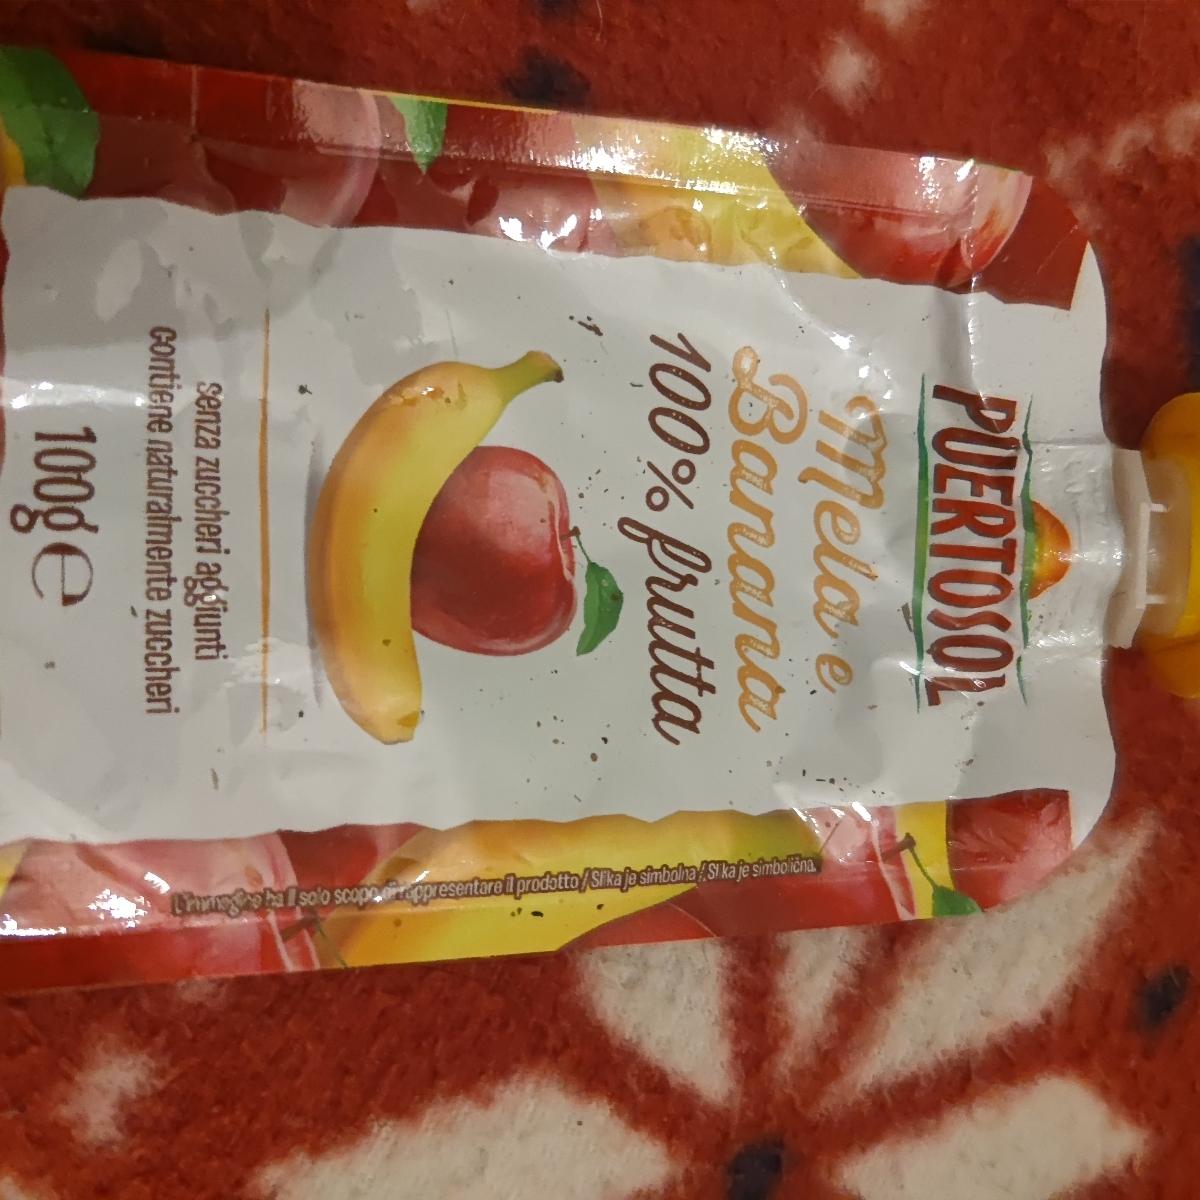 PUERTOSOL
Mela e
Banana
100% frutta
senza zuccheri aggiunti
contiene naturalmente zuccheri
100g e
L'immagine ha il solo scopo di rappresentare il prodotto / Slika je simbolna / Slika je simbolična.